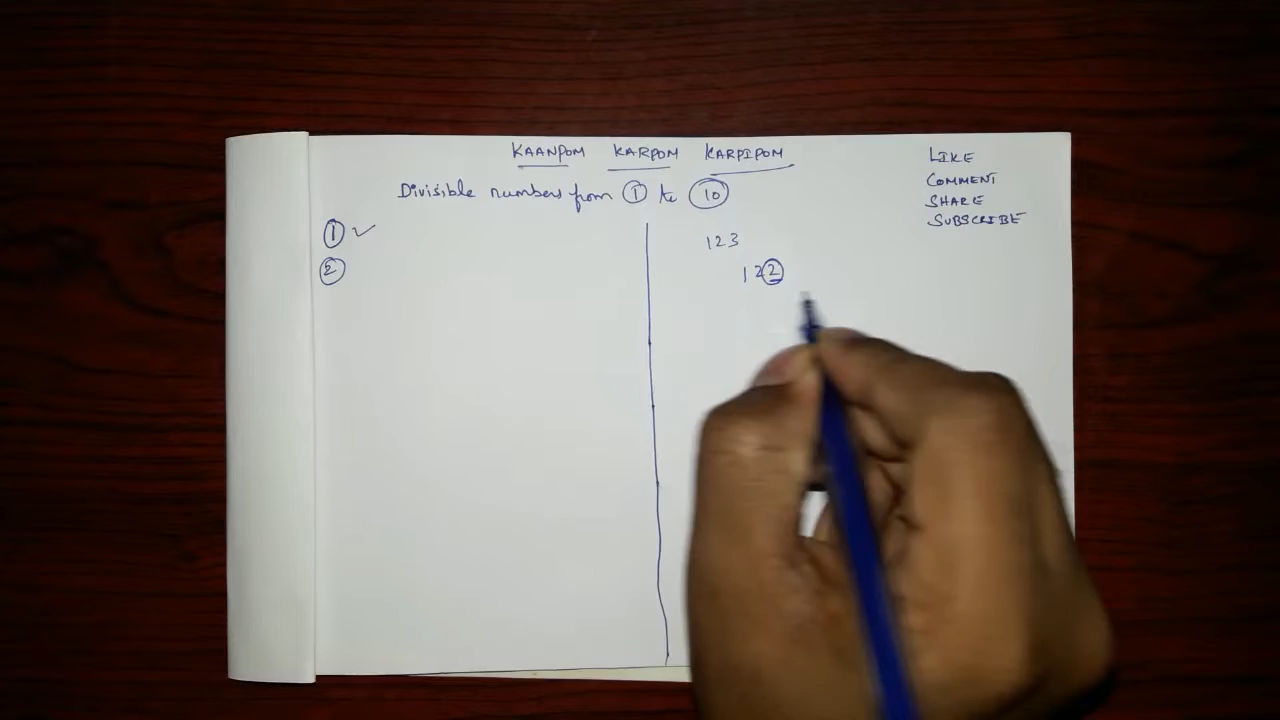 KAANPOM KARPOM KARPIPOM
Divisible numbers from 1 to 10
LIKE
COMMENT
SHARE
SUBSCRIBE
1 ✓
2
123
122